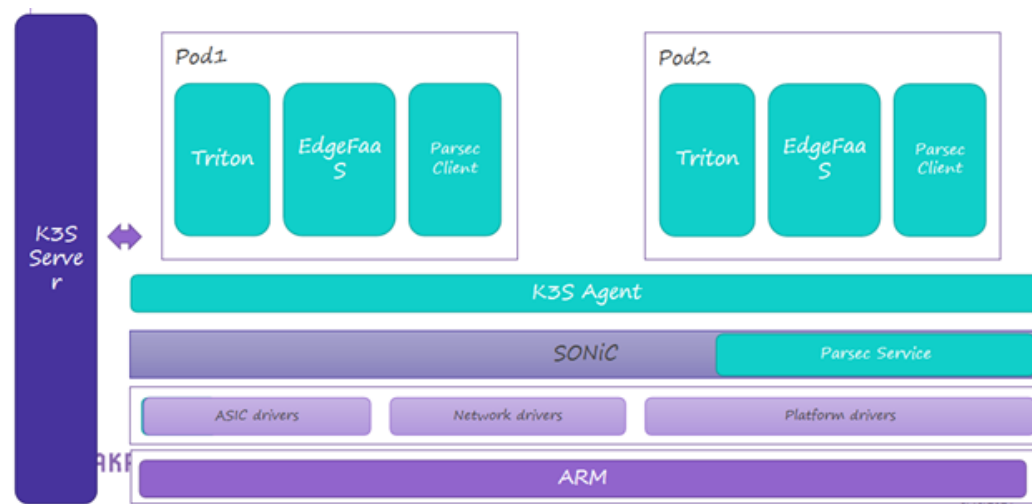 Pod1
Triton
EdgeFaa
S
Parsec
Client
Pod2
Triton
EdgeFaa
S
Parsec
Client
K3S
Serve
r
K3S Agent
SONiC
Parsec Service
ASIC drivers
Network drivers
Platform drivers
ARM